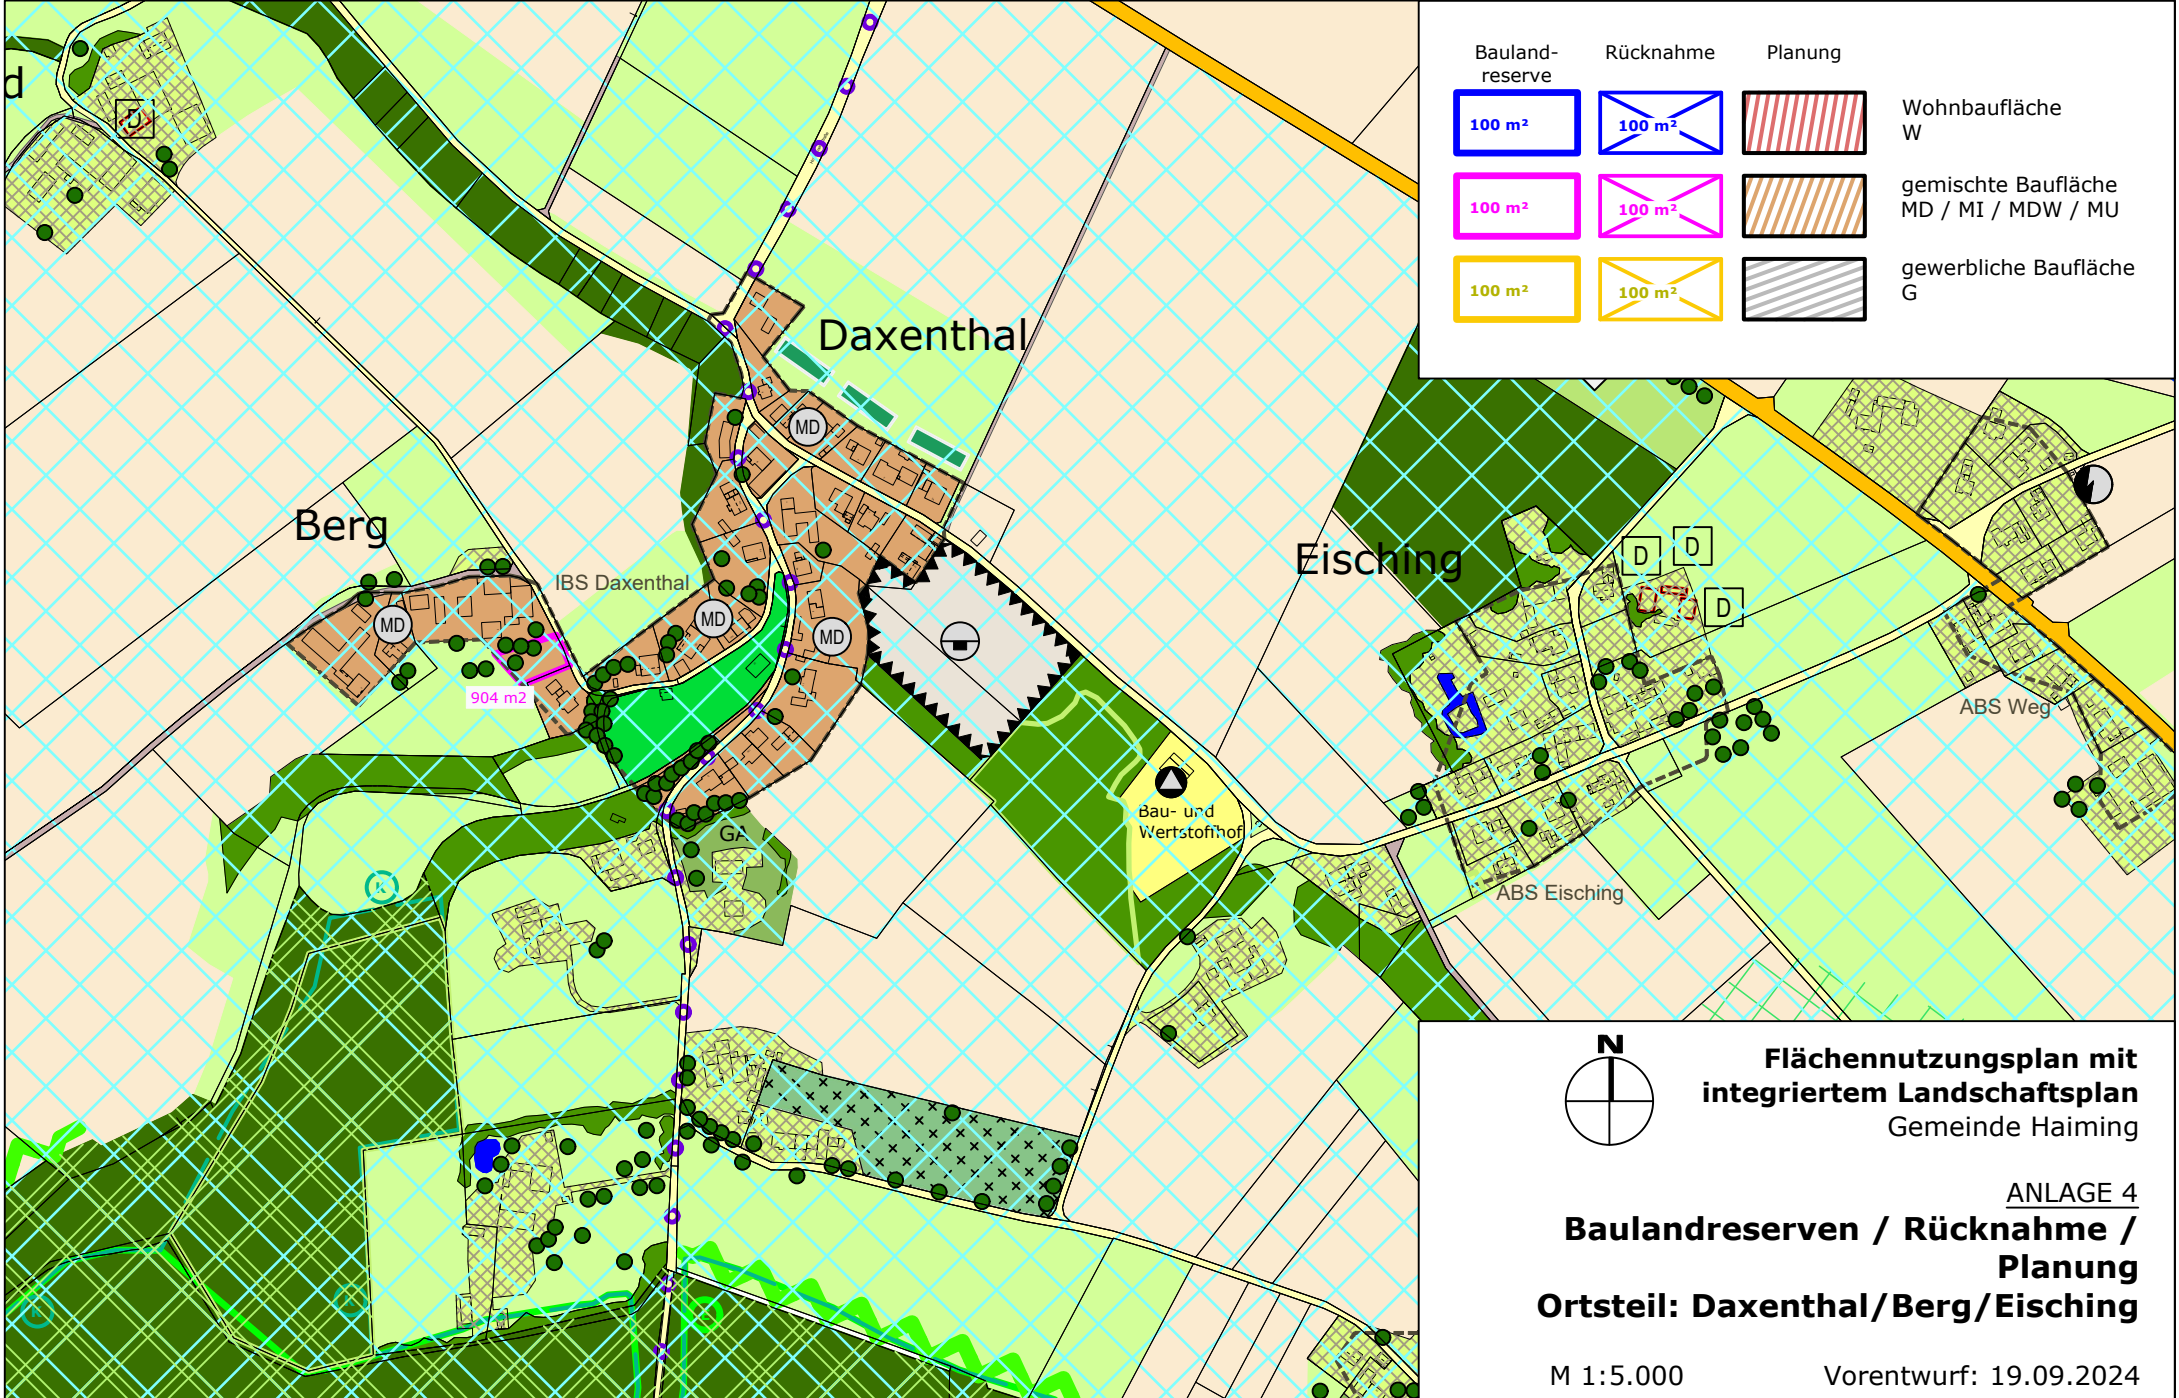 Bauland-
reserve
Rücknahme
Planung
100 m²
100 m²
Wohnbaufläche
W
100 m²
100 m²
gemischte Baufläche
MD / MI / MDW / MU
100 m²
100 m²
gewerbliche Baufläche
G
d
D
Daxenthal
MD
Berg
IBS Daxenthal
MD
MD
MD
904 m2
Eisching
D
D
D
ABS Weg
Bau- und
Wertstoffhof
GA
ABS Eisching
K
N
Flächennutzungsplan mit
integriertem Landschaftsplan
Gemeinde Haiming
ANLAGE 4
Baulandreserven / Rücknahme /
Planung
Ortsteil: Daxenthal/Berg/Eisching
M 1:5.000
Vorentwurf: 19.09.2024